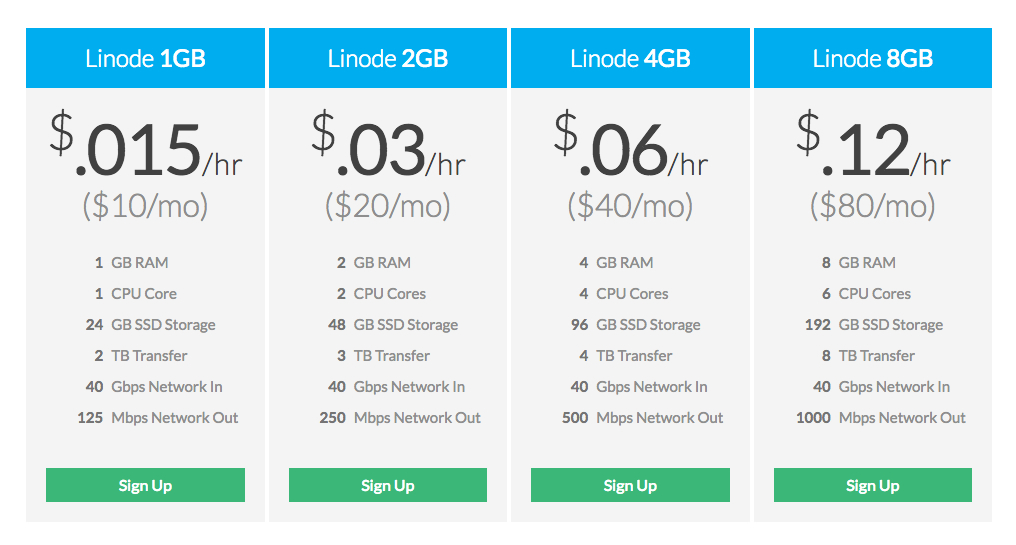 Linode 1GB
$.015/hr
($10/mo)
1 GB RAM
1 CPU Core
24 GB SSD Storage
2 TB Transfer
40 Gbps Network In
125 Mbps Network Out
Sign Up
Linode 2GB
$.03/hr
($20/mo)
2 GB RAM
2 CPU Cores
48 GB SSD Storage
3 TB Transfer
40 Gbps Network In
250 Mbps Network Out
Sign Up
Linode 4GB
$.06/hr
($40/mo)
4 GB RAM
4 CPU Cores
96 GB SSD Storage
4 TB Transfer
40 Gbps Network In
500 Mbps Network Out
Sign Up
Linode 8GB
$.12/hr
($80/mo)
8 GB RAM
6 CPU Cores
192 GB SSD Storage
8 TB Transfer
40 Gbps Network In
1000 Mbps Network Out
Sign Up